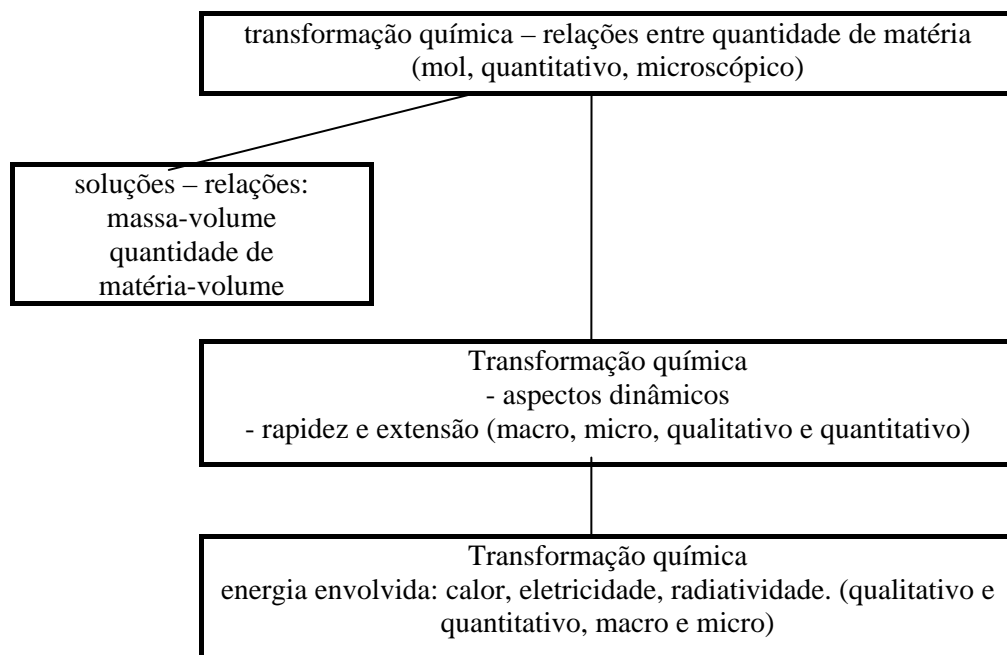 transformação química – relações entre quantidade de matéria
(mol, quantitativo, microscópico)
soluções – relações:
massa-volume
quantidade de
matéria-volume
Transformação química
- aspectos dinâmicos
- rapidez e extensão (macro, micro, qualitativo e quantitativo)
Transformação química
energia envolvida: calor, eletricidade, radiatividade. (qualitativo e
quantitativo, macro e micro)